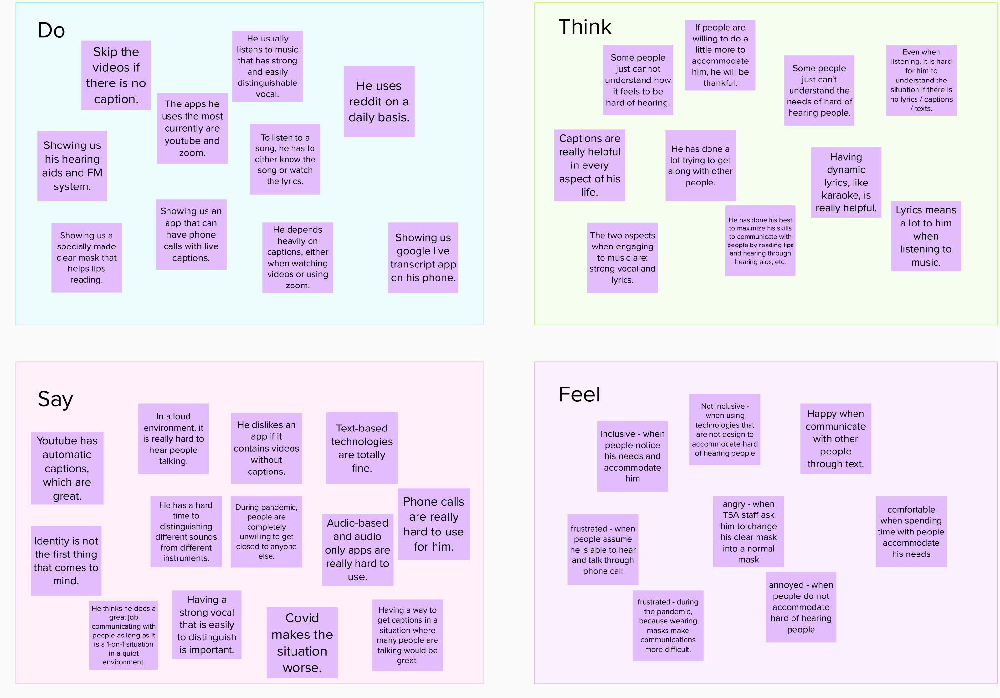 Do
Skip the
videos if
there is no
caption.
He usually
listens to music
that has strong
and easily
distinguishable
vocal.
The apps he
uses the most
currently are
youtube and
zoom.
He uses
reddit on a
daily basis.
Showing us
his hearing
aids and FM
system.
To listen to a
song, he has to
either know the
song or watch
the lyrics.
Showing us a
specially made
clear mask that
helps lips
reading.
Showing us an
app that can
have phone
calls with live
captions.
He depends
heavily on
captions, either
when watching
videos or using
zoom.
Showing us
google live
transcript app
on his phone.
Think
Some people
just cannot
understand how
it feels to be
hard of hearing.
If people are
willing to do a
little more to
accommodate
him, he will be
thankful.
Some people
just can't
understand the
needs of hard of
hearing people.
Even when
listening, it is hard
for him to
understand the
situation if there is
no lyrics / captions
/ texts.
Captions are
really helpful
in every
aspect of his
life.
He has done a
lot trying to get
along with other
people.
Having
dynamic
lyrics, like
karaoke, is
really helpful.
The two aspects
when engaging
to music are:
strong vocal and
lyrics.
He has done his best
to maximize his skills
to communicate with
people by reading lips
and hearing through
hearing aids, etc.
Lyrics means
a lot to him
when
listening to
music.
Say
Youtube has
automatic
captions,
which are
great.
In a loud
environment, it
is really hard to
hear people
talking.
He dislikes an
app if it
contains videos
without
captions.
Text-based
technologies
are totally
fine.
Identity is not
the first thing
that comes to
mind.
He has a hard
time to
distinguishing
different sounds
from different
instruments.
During pandemic,
people are
completely
unwilling to get
closed to anyone
else.
Audio-based
and audio
only apps are
really hard to
use.
Phone calls
are really
hard to use
for him.
He thinks he does a
great job
communicating with
people as long as it
is a 1-on-1 situation
in a quiet
environment.
Having a
strong vocal
that is easily
to distinguish
is important.
Covid
makes the
situation
worse.
Having a way to
get captions in a
situation where
many people are
talking would be
great!
Feel
Inclusive - when
people notice
his needs and
accommodate
him
Not inclusive -
when using
technologies that
are not design to
accommodate hard
of hearing people
Happy when
communicate
with other
people
through text.
frustrated - when
people assume
he is able to hear
and talk through
phone call
angry - when
TSA staff ask
him to change
his clear mask
into a normal
mask
comfortable
when spending
time with people
accommodate
his needs
frustrated - during
the pandemic,
because wearing
masks make
communications
more difficult.
annoyed - when
people do not
accommodate
hard of hearing
people